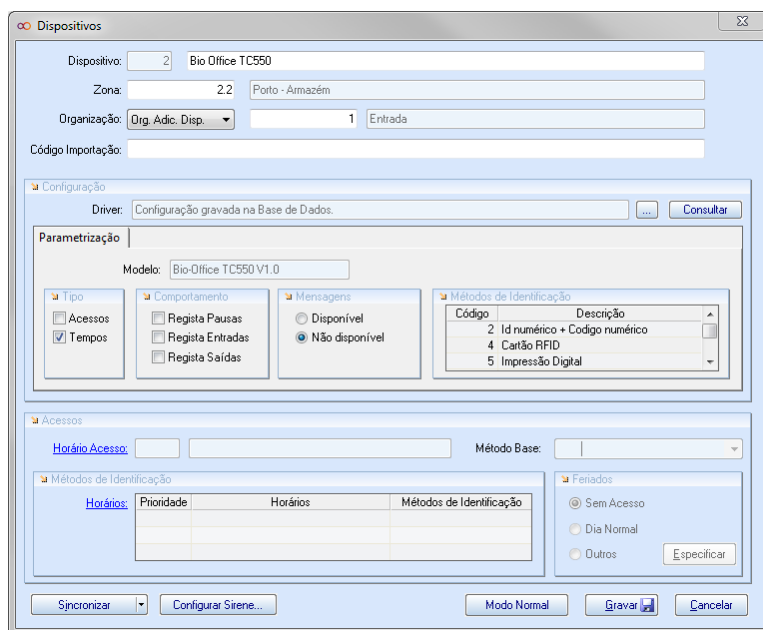 Dispositivos
Dispositivo: 2 Bio Office TC550
Zona: 2.2 Porto - Armazém
Organização: Org. Adic. Disp. 1 Entrada
Código Importação:
Configuração
Driver: Configuração gravada na Base de Dados. ... Consultar
Parametrização
Modelo: Bio-Office TC550 V1.0
Tipo
Acessos
Tempos
Comportamento
Regista Pausas
Regista Entradas
Regista Saídas
Mensagens
Disponível
Não disponível
Métodos de Identificação
Código Descrição
2 Id numérico + Codigo numérico
4 Cartão RFID
5 Impressão Digital
Acessos
Horário Acesso: Método Base:
Métodos de Identificação
Horários: Prioridade Horários Métodos de Identificação
Feriados
Sem Acesso
Dia Normal
Outros Especificar
Sincronizar Configurar Sirene... Modo Normal Gravar Cancelar